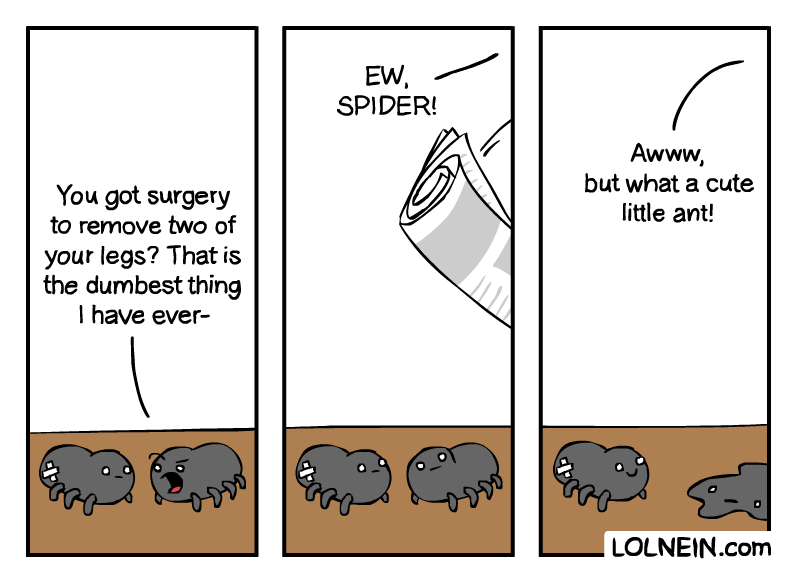 You got surgery
to remove two of
your legs? That is
the dumbest thing
I have ever-
EW,
SPIDER!
Awww,
but what a cute
little ant!
LOLNEIN.com